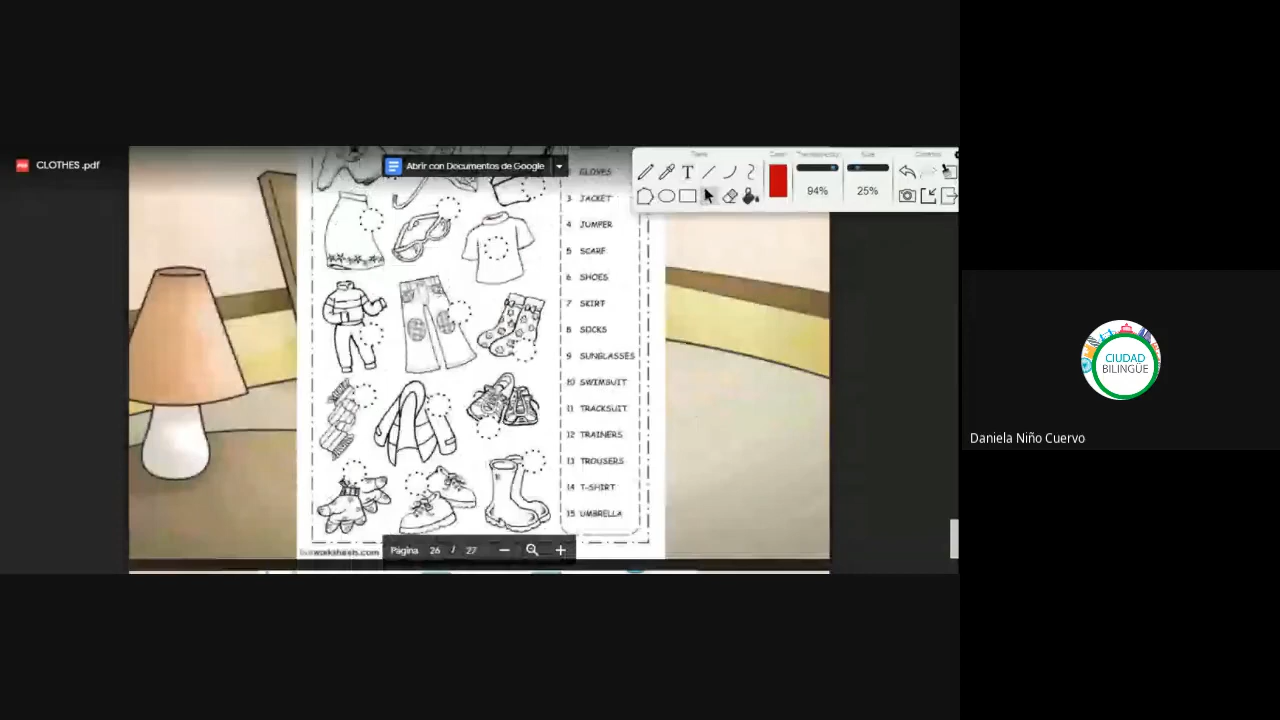 CLOTHES .pdf
Abrir con Documentos de Google
Color
Size
94%
25%
GLOVES
3 JACKET
4 JUMPER
5 SCARF
6 SHOES
7 SKIRT
8 SOCKS
9 SUNGLASSES
10 SWIMSUIT
11 TRACKSUIT
12 TRAINERS
13 TROUSERS
14 T-SHIRT
15 UMBRELLA
Página 26 / 27
CIUDAD
BILINGÜE
Daniela Niño Cuervo